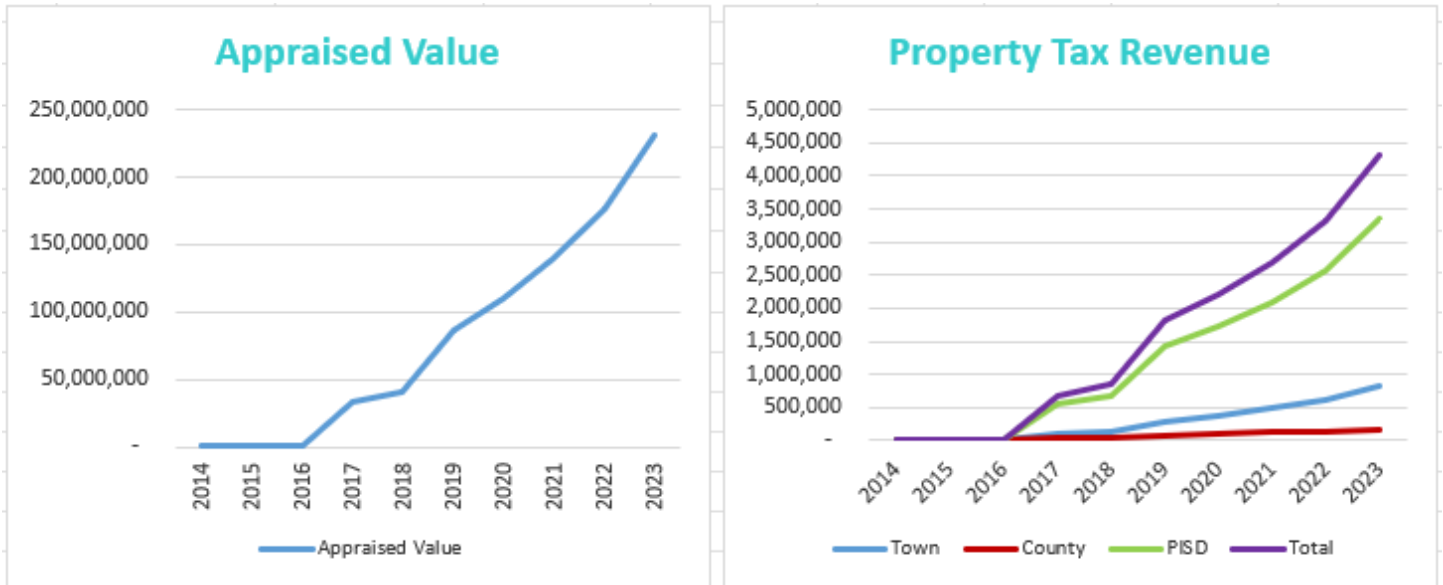 Appraised Value
250,000,000
200,000,000
150,000,000
100,000,000
50,000,000
-
2014 2015 2016 2017 2018 2019 2020 2021 2022 2023
Appraised Value
Property Tax Revenue
5,000,000
4,500,000
4,000,000
3,500,000
3,000,000
2,500,000
2,000,000
1,500,000
1,000,000
500,000
-
2014 2015 2016 2017 2018 2019 2020 2021 2022 2023
Town County PISD Total